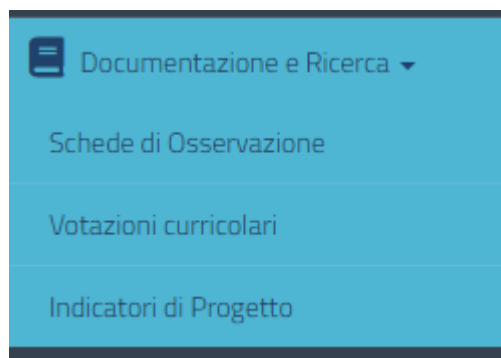 Documentazione e Ricerca
Schede di Osservazione
Votazioni curricolari
Indicatori di Progetto